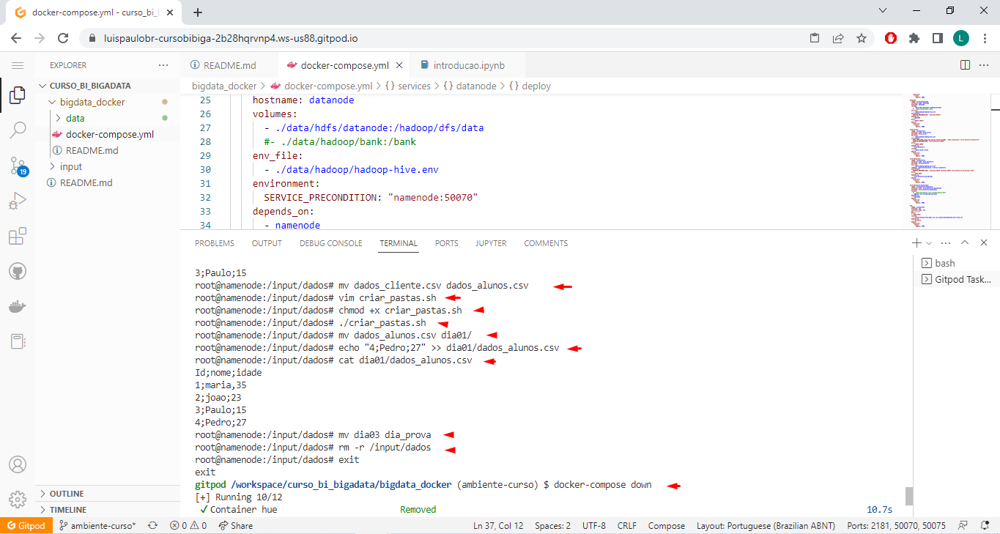 docker-compose.yml - curso_bi_b
luispaulobr-cursobibiga-2b28hqrvnp4.ws-us88.gitpod.io
L
EXPLORER
CURSO_BI_BIGADATA
bigdata_docker
data
docker-compose.yml
README.md
input
README.md
19
OUTLINE
TIMELINE
README.md
docker-compose.yml
introducao.ipynb
bigdata_docker > docker-compose.yml > {} services > {} datanode > {} deploy
25 hostname: datanode
26 volumes:
27 - ./data/hdfs/datanode:/hadoop/dfs/data
28 #- ./data/hadoop/bank:/bank
29 env_file:
30 - ./data/hadoop/hadoop-hive.env
31 environment:
32 SERVICE_PRECONDITION: "namenode:50070"
33 depends_on:
34 - namenode
PROBLEMS OUTPUT DEBUG CONSOLE TERMINAL PORTS JUPYTER COMMENTS
bash
Gitpod Task...
3;Paulo;15
root@namenode:/input/dados# mv dados_cliente.csv dados_alunos.csv
root@namenode:/input/dados# vim criar_pastas.sh
root@namenode:/input/dados# chmod +x criar_pastas.sh
root@namenode:/input/dados# ./criar_pastas.sh
root@namenode:/input/dados# mv dados_alunos.csv dia01/
root@namenode:/input/dados# echo "4;Pedro;27" >> dia01/dados_alunos.csv
root@namenode:/input/dados# cat dia01/dados_alunos.csv
Id;nome;idade
1;maria,35
2;joao;23
3;Paulo;15
4;Pedro;27
root@namenode:/input/dados# mv dia03 dia_prova
root@namenode:/input/dados# rm -r /input/dados
root@namenode:/input/dados# exit
exit
gitpod /workspace/curso_bi_bigadata/bigdata_docker (ambiente-curso) $ docker-compose down
[+] Running 10/12
✓ Container hue Removed 10.7s
Gitpod ambiente-curso* 0 0 Share Ln 37, Col 12 Spaces: 2 UTF-8 CRLF Compose Layout: Portuguese (Brazilian ABNT) Ports: 2181, 50070, 50075